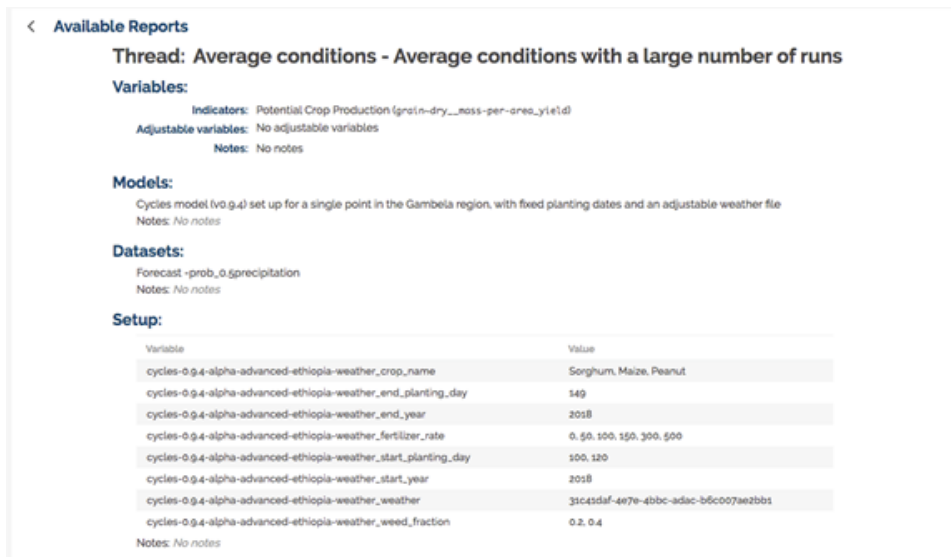 < Available Reports
Thread: Average conditions - Average conditions with a large number of runs
Variables:
Indicators: Potential Crop Production (grain~dry__mass-per-area_yield)
Adjustable variables: No adjustable variables
Notes: No notes
Models:
Cycles model (v0.9.4) set up for a single point in the Gambela region, with fixed planting dates and an adjustable weather file
Notes: No notes
Datasets:
Forecast -prob_0.5precipitation
Notes: No notes
Setup:
Variable Value
cycles-0.9.4-alpha-advanced-ethiopia-weather_crop_name Sorghum, Maize, Peanut
cycles-0.9.4-alpha-advanced-ethiopia-weather_end_planting_day 149
cycles-0.9.4-alpha-advanced-ethiopia-weather_end_year 2018
cycles-0.9.4-alpha-advanced-ethiopia-weather_fertilizer_rate 0, 50, 100, 150, 300, 500
cycles-0.9.4-alpha-advanced-ethiopia-weather_start_planting_day 100, 120
cycles-0.9.4-alpha-advanced-ethiopia-weather_start_year 2018
cycles-0.9.4-alpha-advanced-ethiopia-weather_weather 31c41daf-4e7e-4bbc-adac-b6c007ae2bb1
cycles-0.9.4-alpha-advanced-ethiopia-weather_weed_fraction 0.2, 0.4
Notes: No notes